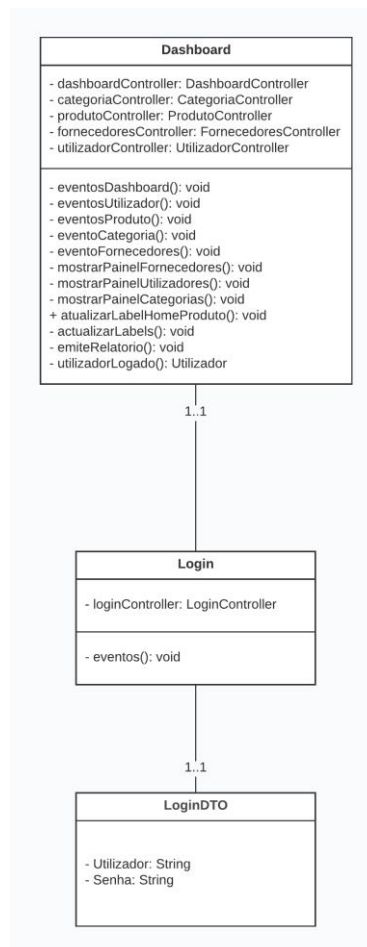 Dashboard
- dashboardController: DashboardController
- categoriaController: CategoriaController
- produtoController: ProdutoController
- fornecedoresController: FornecedoresController
- utilizadorController: UtilizadorController
- eventosDashboard(): void
- eventosUtilizador(): void
- eventosProduto(): void
- eventoCategoria(): void
- eventoFornecedores(): void
- mostrarPainelFornecedores(): void
- mostrarPainelUtilizadores(): void
- mostrarPainelCategorias(): void
+ atualizarLabelHomeProduto(): void
- actualizarLabels(): void
- emiteRelatorio(): void
- utilizadorLogado(): Utilizador
1..1
Login
- loginController: LoginController
- eventos(): void
1..1
LoginDTO
- Utilizador: String
- Senha: String